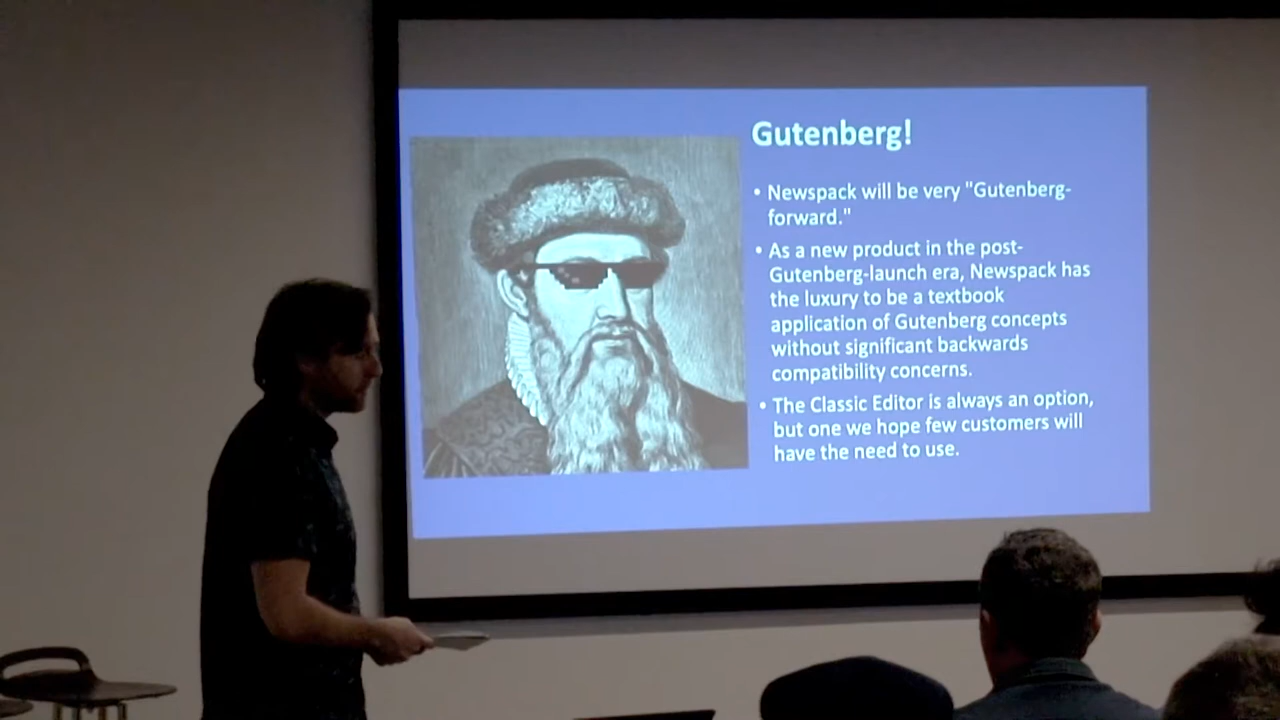 Gutenberg!
• Newspack will be very "Gutenberg-
forward."
• As a new product in the post-
Gutenberg-launch era, Newspack has
the luxury to be a textbook
application of Gutenberg concepts
without significant backwards
compatibility concerns.
• The Classic Editor is always an option,
but one we hope few customers will
have the need to use.